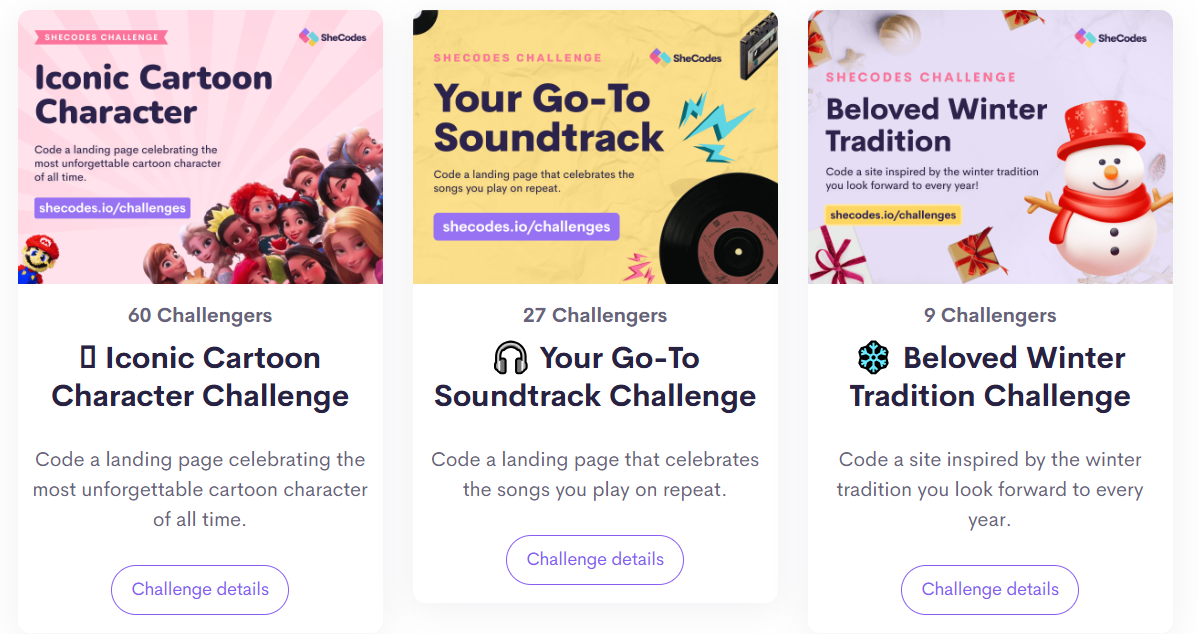 SHECODES CHALLENGE
SheCodes
Iconic Cartoon
Character
Code a landing page celebrating the
most unforgettable cartoon character
of all time.
shecodes.io/challenges
60 Challengers
Iconic Cartoon
Character Challenge
Code a landing page celebrating the
most unforgettable cartoon character
of all time.
Challenge details
SHECODES CHALLENGE
SheCodes
Your Go-To
Soundtrack
Code a landing page that celebrates the
songs you play on repeat.
shecodes.io/challenges
27 Challengers
🎧 Your Go-To
Soundtrack Challenge
Code a landing page that celebrates
the songs you play on repeat.
Challenge details
SHECODES CHALLENGE
SheCodes
Beloved Winter
Tradition
Code a site inspired by the winter tradition
you look forward to every year!
shecodes.io/challenges
9 Challengers
❄️ Beloved Winter
Tradition Challenge
Code a site inspired by the winter
tradition you look forward to every
year.
Challenge details